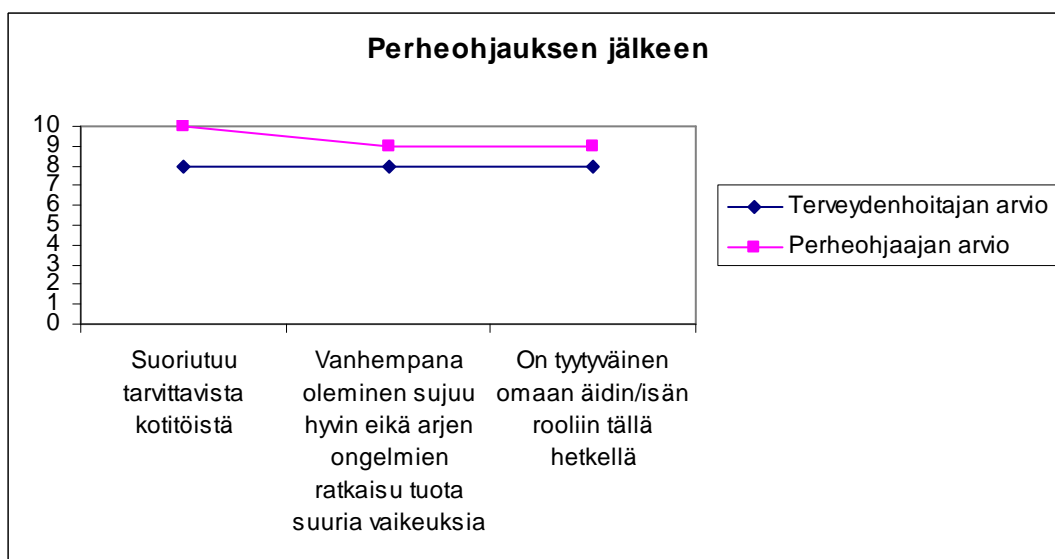 Perheohjauksen jälkeen
10
9
8
7
6
5
4
3
2
1
0
Suoriutuu
tarvittavista
kotitöistä
Vanhempana
oleminen sujuu
hyvin eikä arjen
ongelmien
ratkaisu tuota
suuria vaikeuksia
On tyytyväinen
omaan äidin/isän
rooliin tällä
hetkellä
Terveydenhoitajan arvio
Perheohjaajan arvio